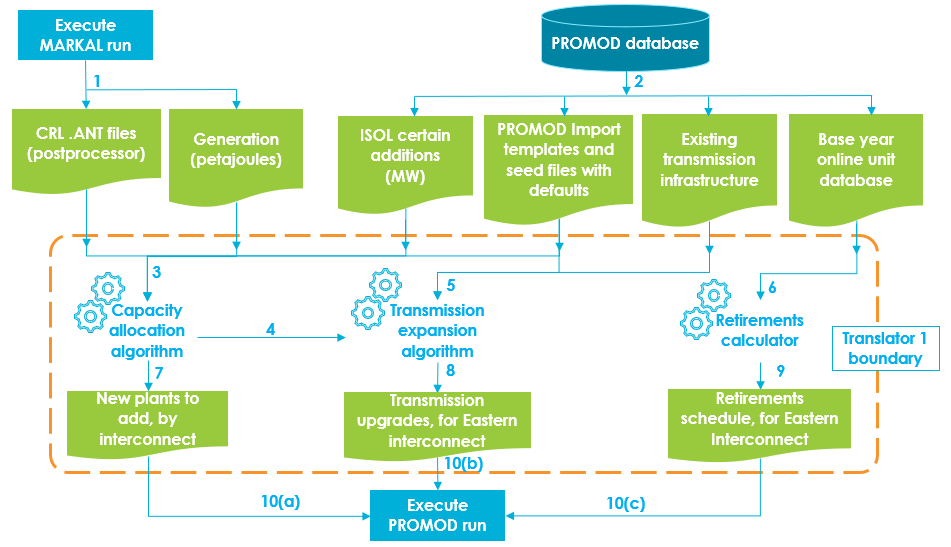 Execute
MARKAL run
PROMOD database
1
2
CRL .ANT files
(postprocessor)
Generation
(petajoules)
ISOL certain
additions
(MW)
PROMOD Import
templates and
seed files with
defaults
Existing
transmission
infrastructure
Base year
online unit
database
3
5
6
Capacity
allocation
algorithm
4
Transmission
expansion
algorithm
Retirements
calculator
Translator 1
boundary
7
8
9
New plants to
add, by
interconnect
Transmission
upgrades, for Eastern
interconnect
Retirements
schedule, for Eastern
Interconnect
10(a)
10(b)
10(c)
Execute
PROMOD run